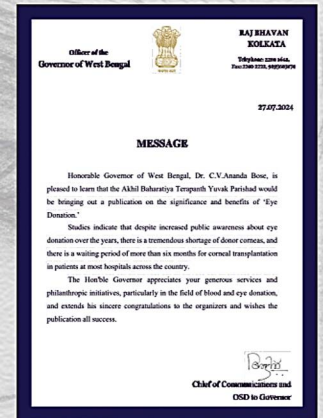 Officer of the
Governor of West Bengal
RAJ BHAVAN
KOLKATA
27.07.2024
MESSAGE
Honorable Governor of West Bengal, Dr. C.V.Ananda Bose, is
pleased to learn that the Akhil Baharatiya Terapanth Yuvak Parishad would
be bringing out a publication on the significance and benefits of ‘Eye
Donation.’
Studies indicate that despite increased public awareness about eye
donation over the years, there is a tremendous shortage of donor corneas, and
there is a waiting period of more than six months for corneal transplantation
in patients at most hospitals across the country.
The Hon'ble Governor appreciates your generous services and
philanthropic initiatives, particularly in the field of blood and eye donation,
and extends his sincere congratulations to the organizers and wishes the
publication all success.
Chief of Communications and
OSD to Governor